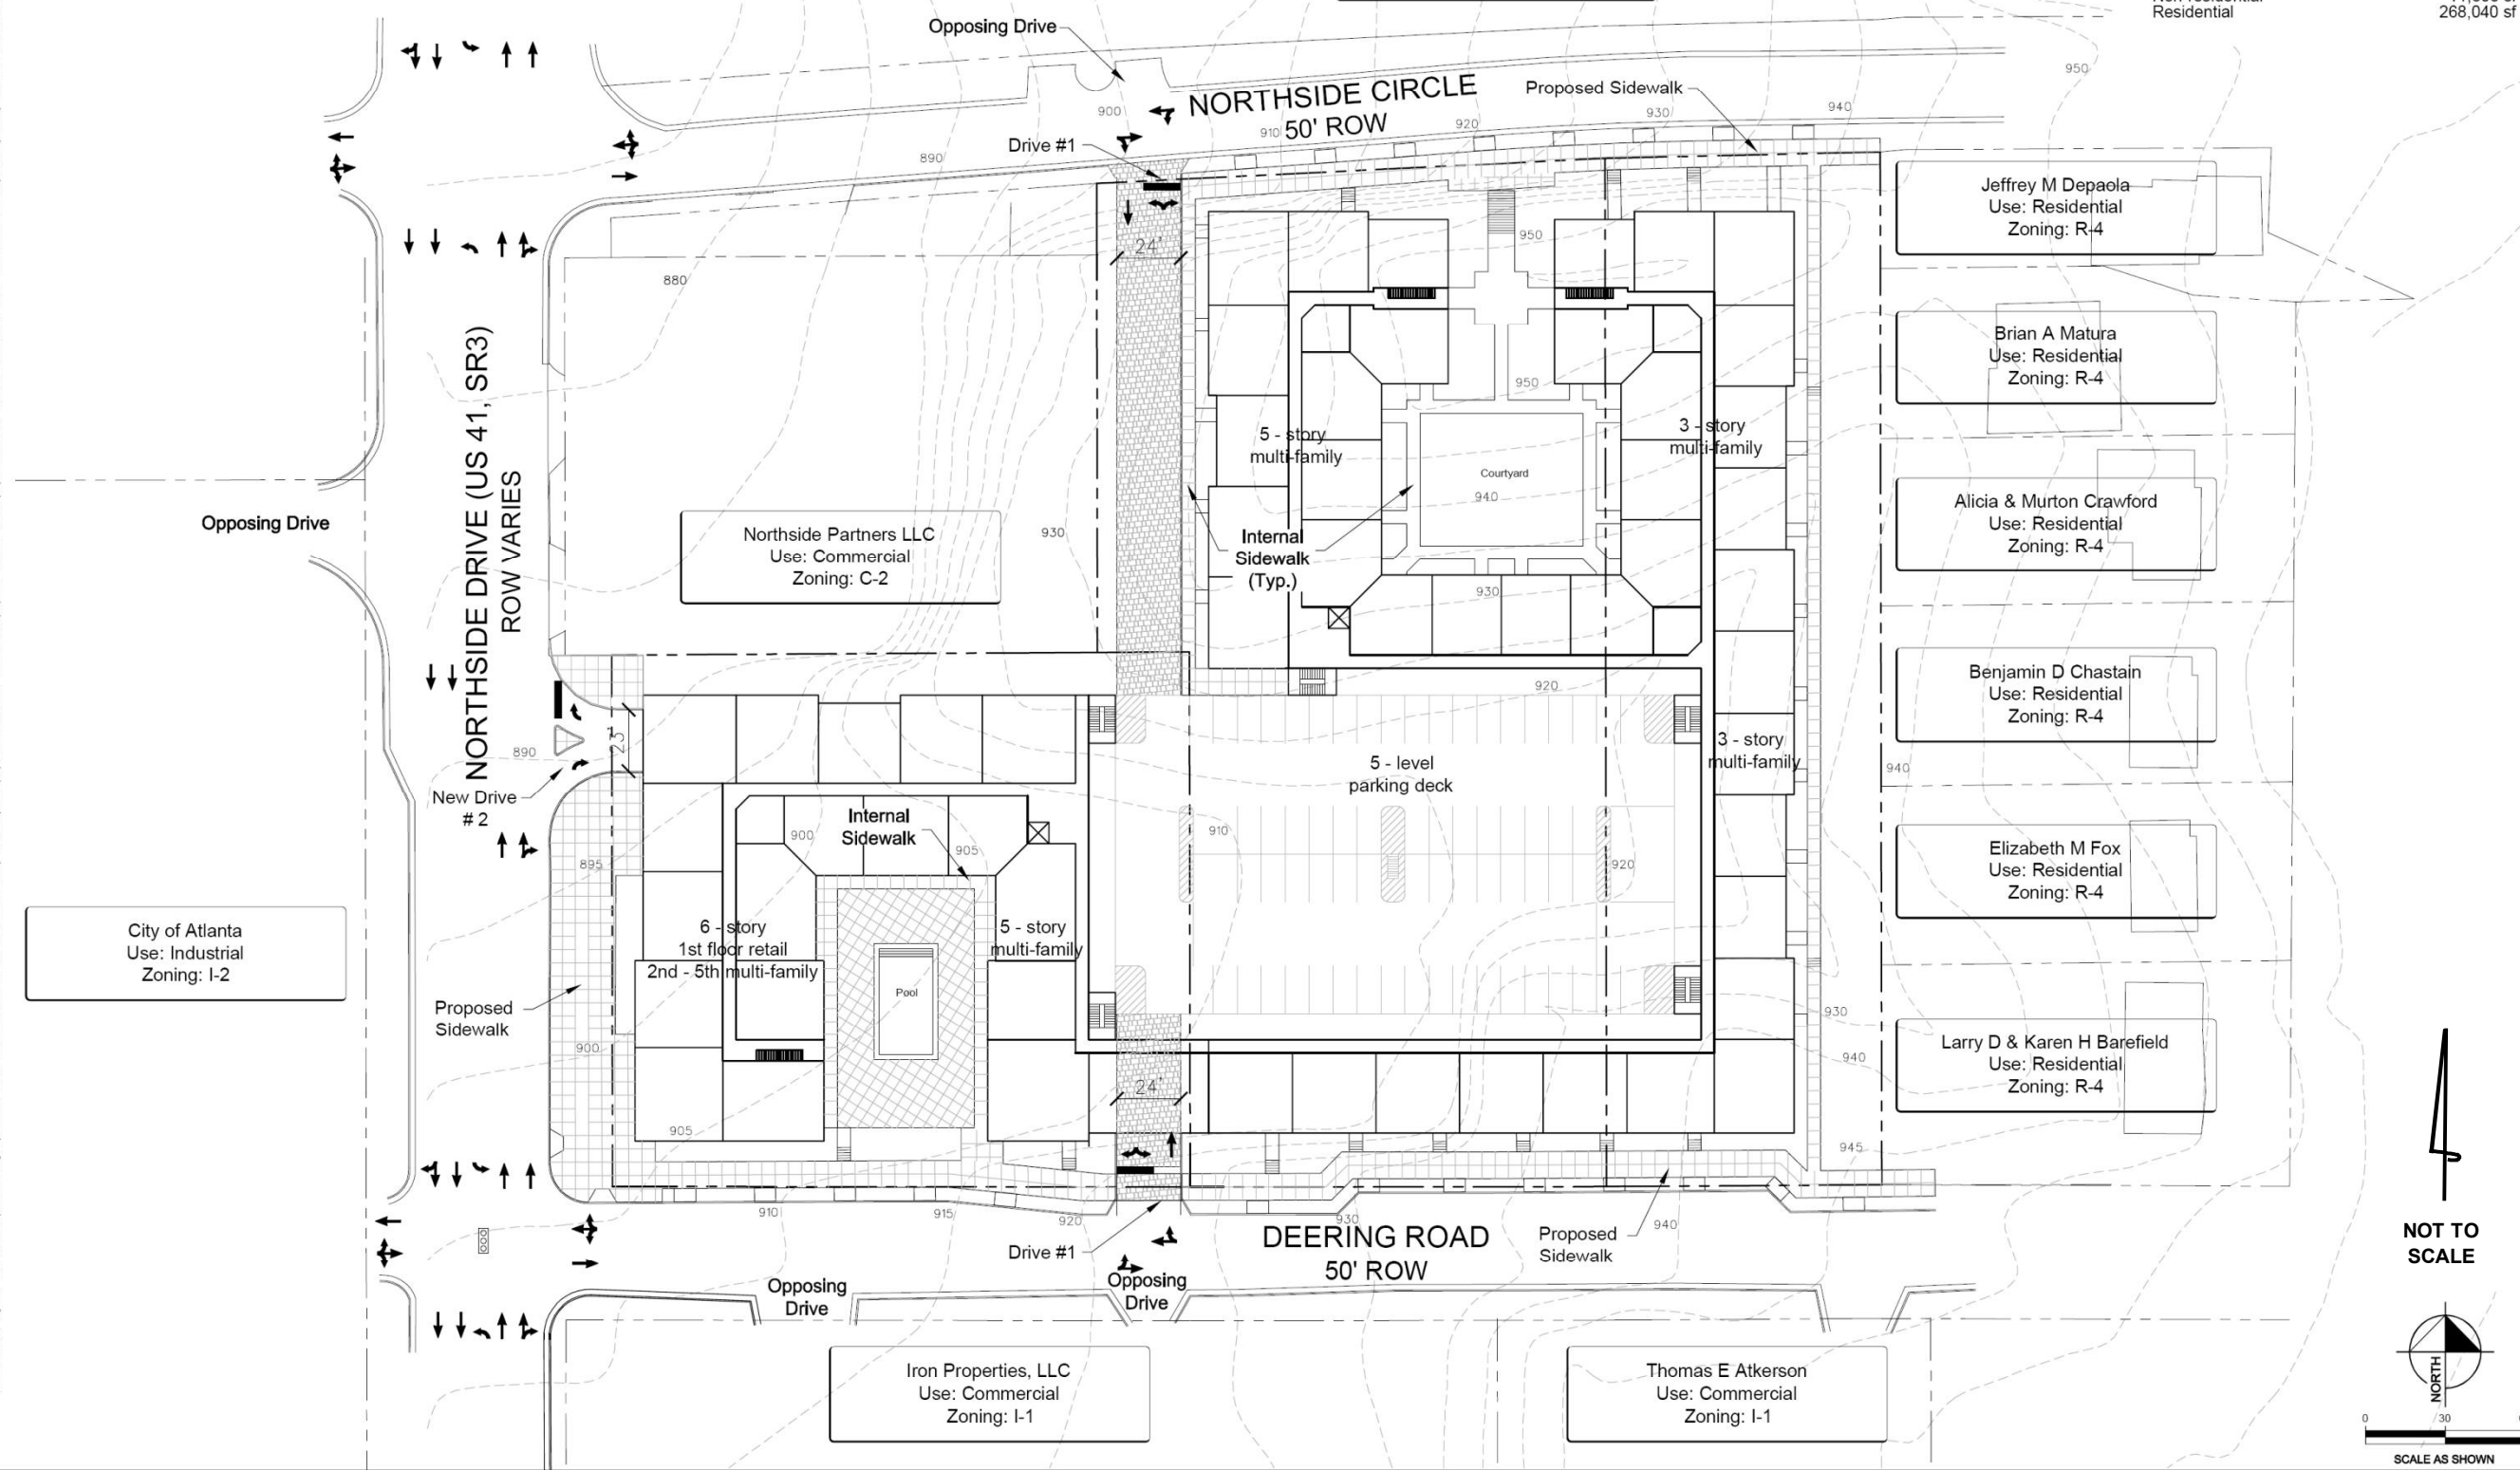 Residential
268,040 sf
Opposing Drive
950
NORTHSIDE CIRCLE
50' ROW
Proposed Sidewalk
900
910
920
930
940
Drive #1
890
Jeffrey M Depaola
Use: Residential
Zoning: R-4
24'
950
880
NORTHSIDE DRIVE (US 41, SR3)
ROW VARIES
Brian A Matura
Use: Residential
Zoning: R-4
950
5 - story
multi-family
3 - story
multi-family
Courtyard
940
Alicia & Murton Crawford
Use: Residential
Zoning: R-4
Opposing Drive
Northside Partners LLC
Use: Commercial
Zoning: C-2
930
Internal
Sidewalk
(Typ.)
930
Benjamin D Chastain
Use: Residential
Zoning: R-4
920
23'
890
3 - story
multi-family
5 - level
parking deck
940
New Drive
# 2
Internal
Sidewalk
900
905
910
895
920
Elizabeth M Fox
Use: Residential
Zoning: R-4
City of Atlanta
Use: Industrial
Zoning: I-2
6 - story
1st floor retail
2nd - 5th multi-family
5 - story
multi-family
Pool
Proposed
Sidewalk
900
930
Larry D & Karen H Barefield
Use: Residential
Zoning: R-4
940
24'
905
945
910
915
920
930
940
Drive #1
DEERING ROAD
50' ROW
Proposed
Sidewalk
Opposing
Drive
Opposing
Drive
NOT TO
SCALE
Iron Properties, LLC
Use: Commercial
Zoning: I-1
Thomas E Atkerson
Use: Commercial
Zoning: I-1
NORTH
0
30
SCALE AS SHOWN